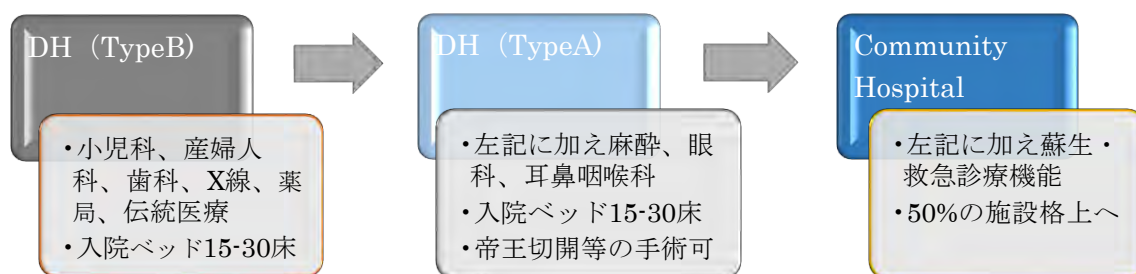 DH（TypeB）
・小児科、産婦人
科、歯科、X線、薬
局、伝統医療
・入院ベッド15-30床
DH（TypeA）
・左記に加え麻酔、眼
科、耳鼻咽喉科
・入院ベッド15-30床
・帝王切開等の手術可
Community
Hospital
・左記に加え蘇生・
救急診療機能
・50%の施設格上へ